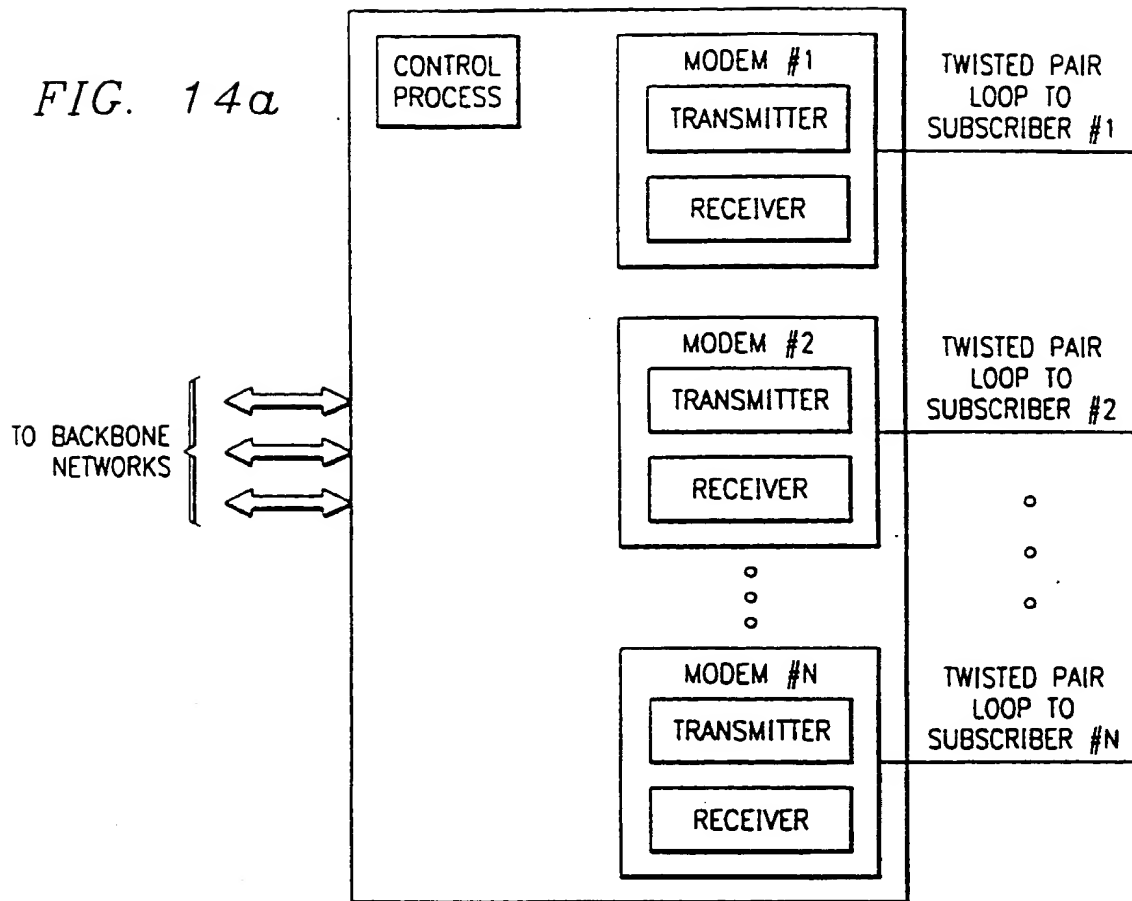 FIG. 14a
CONTROL
PROCESS
MODEM #1
TRANSMITTER
RECEIVER
TWISTED PAIR
LOOP TO
SUBSCRIBER #1
MODEM #2
TRANSMITTER
RECEIVER
TWISTED PAIR
LOOP TO
SUBSCRIBER #2
TO BACKBONE
NETWORKS
MODEM #N
TRANSMITTER
RECEIVER
TWISTED PAIR
LOOP TO
SUBSCRIBER #N